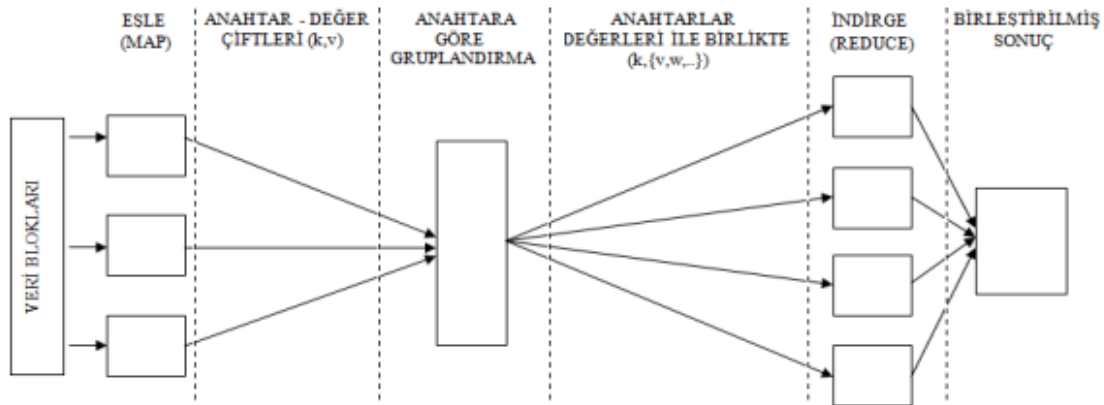 EŞLE
(MAP)
ANAHTAR - DEĞER
ÇİFTLERİ (k,v)
ANAHTARA
GÖRE
GRUPLANDIRMA
ANAHTARLAR
DEĞERLERİ İLE BİRLİKTE
(k,{v,w,..})
İNDİRGE
(REDUCE)
BİRLEŞTİRİLMİŞ
SONUÇ
VERİ BLOKLARI